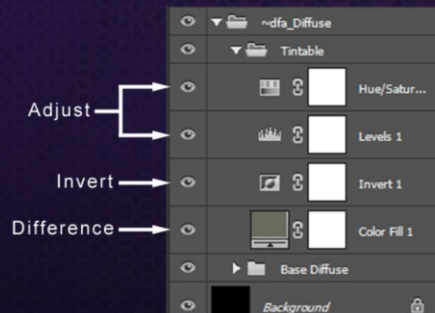 ~dfa_Diffuse
Tintable
Adjust
Hue/Satur...
Levels 1
Invert
Invert 1
Difference
Color Fill 1
Base Diffuse
Background